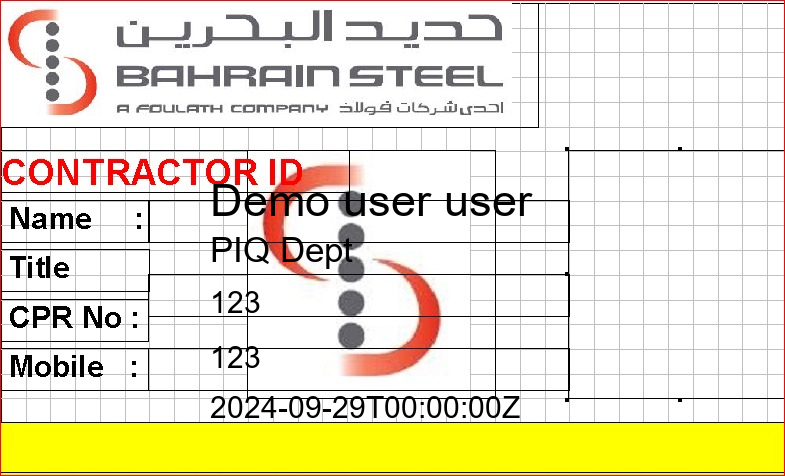 حديد البحرين
BAHRAIN STEEL
A FOULATH COMPANY احدى شركات فولاذ
CONTRACTOR ID
Name : Demo user user
Title PIQ Dept
CPR No : 123
Mobile : 123
2024-09-29T00:00:00Z